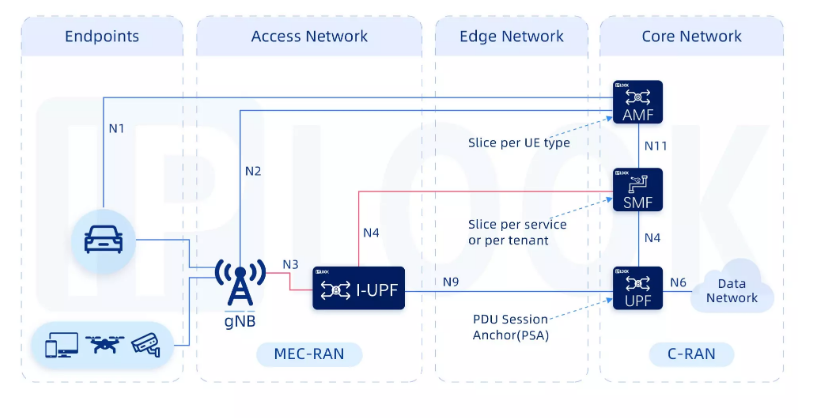 Endpoints
Access Network
Edge Network
Core Network
N1
N2
AMF
Slice per UE type
N11
SMF
N4
Slice per service
or per tenant
N4
N3
I-UPF
N9
UPF
N6
Data
Network
gNB
PDU Session
Anchor(PSA)
MEC-RAN
C-RAN
IPLOOK